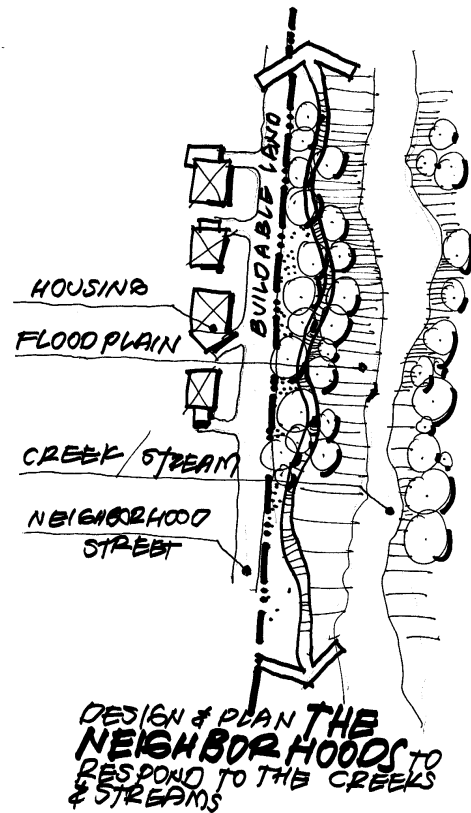 BUILDABLE LAND
HOUSING
FLOOD PLAIN
CREEK/STREAM
NEIGHBORHOOD
STREET
DESIGN & PLAN THE
NEIGHBORHOODS TO
RESPOND TO THE CREEKS
& STREAMS